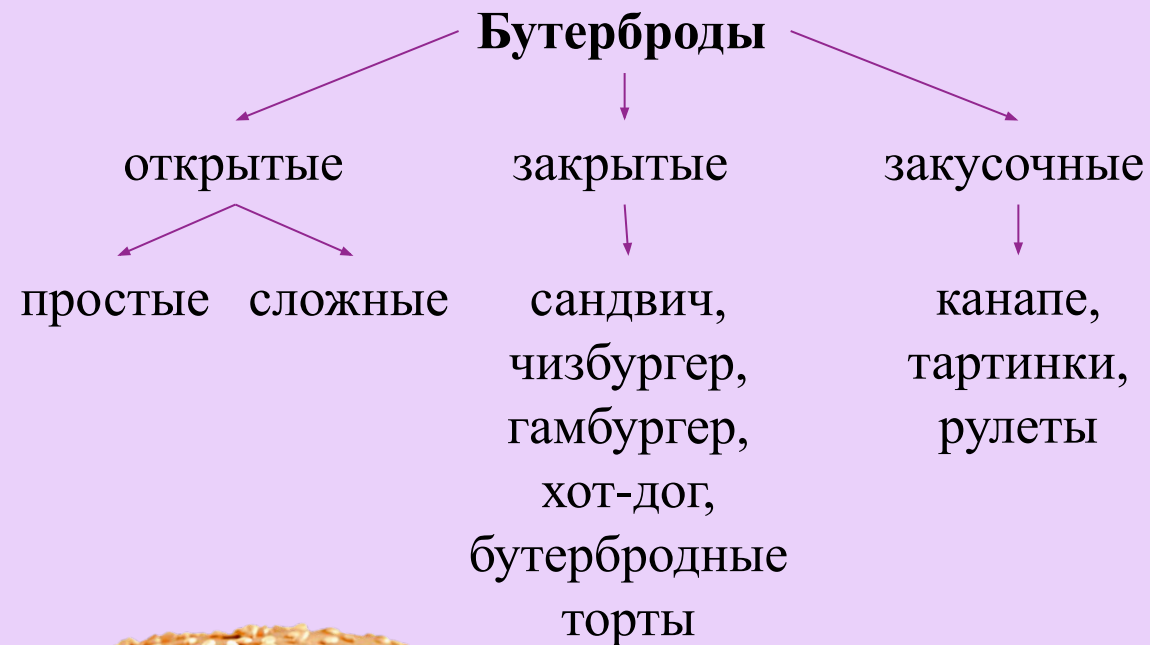 Бутерброды
открытые закрытые закусочные
простые сложные сандвич, канапе,
чизбургер, тартинки,
гамбургер, рулеты
хот-дог,
бутербродные
торты